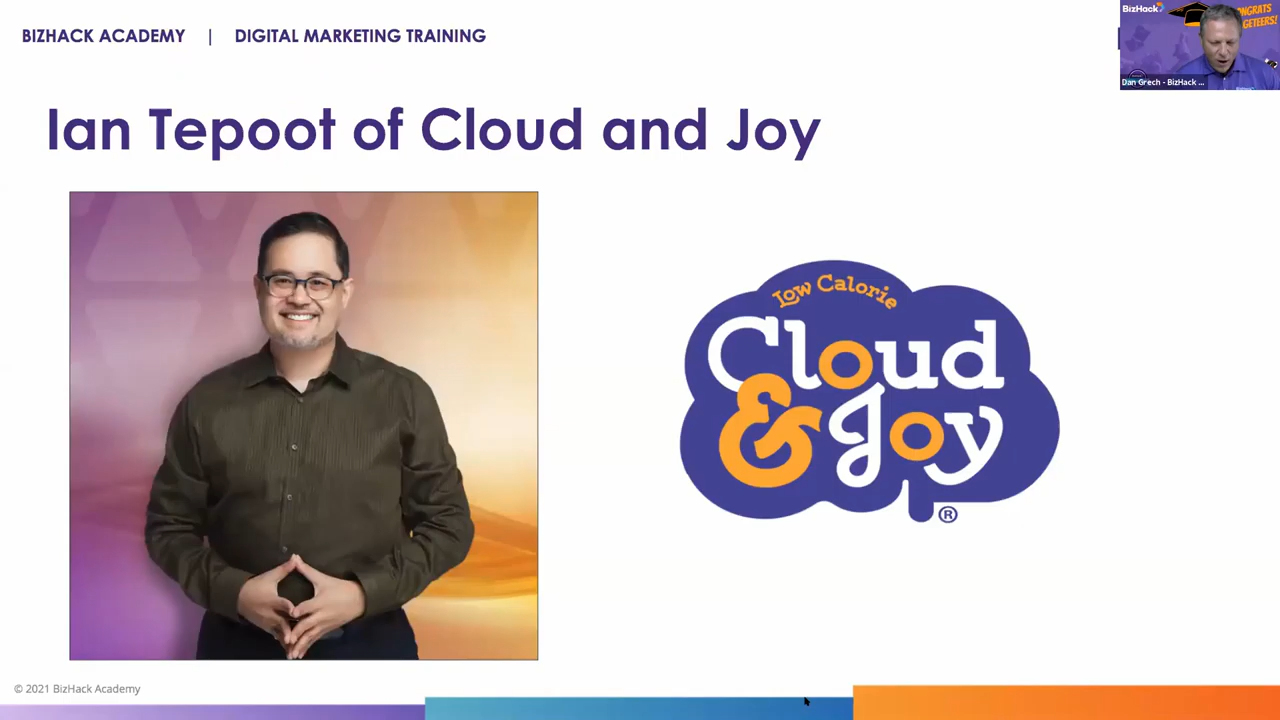 BIZHACK ACADEMY | DIGITAL MARKETING TRAINING
BizHack
CONGRATS
Dan Grech - BizHack ...
Ian Tepoot of Cloud and Joy
Low Calorie
Cloud
& Joy
®
© 2021 BizHack Academy